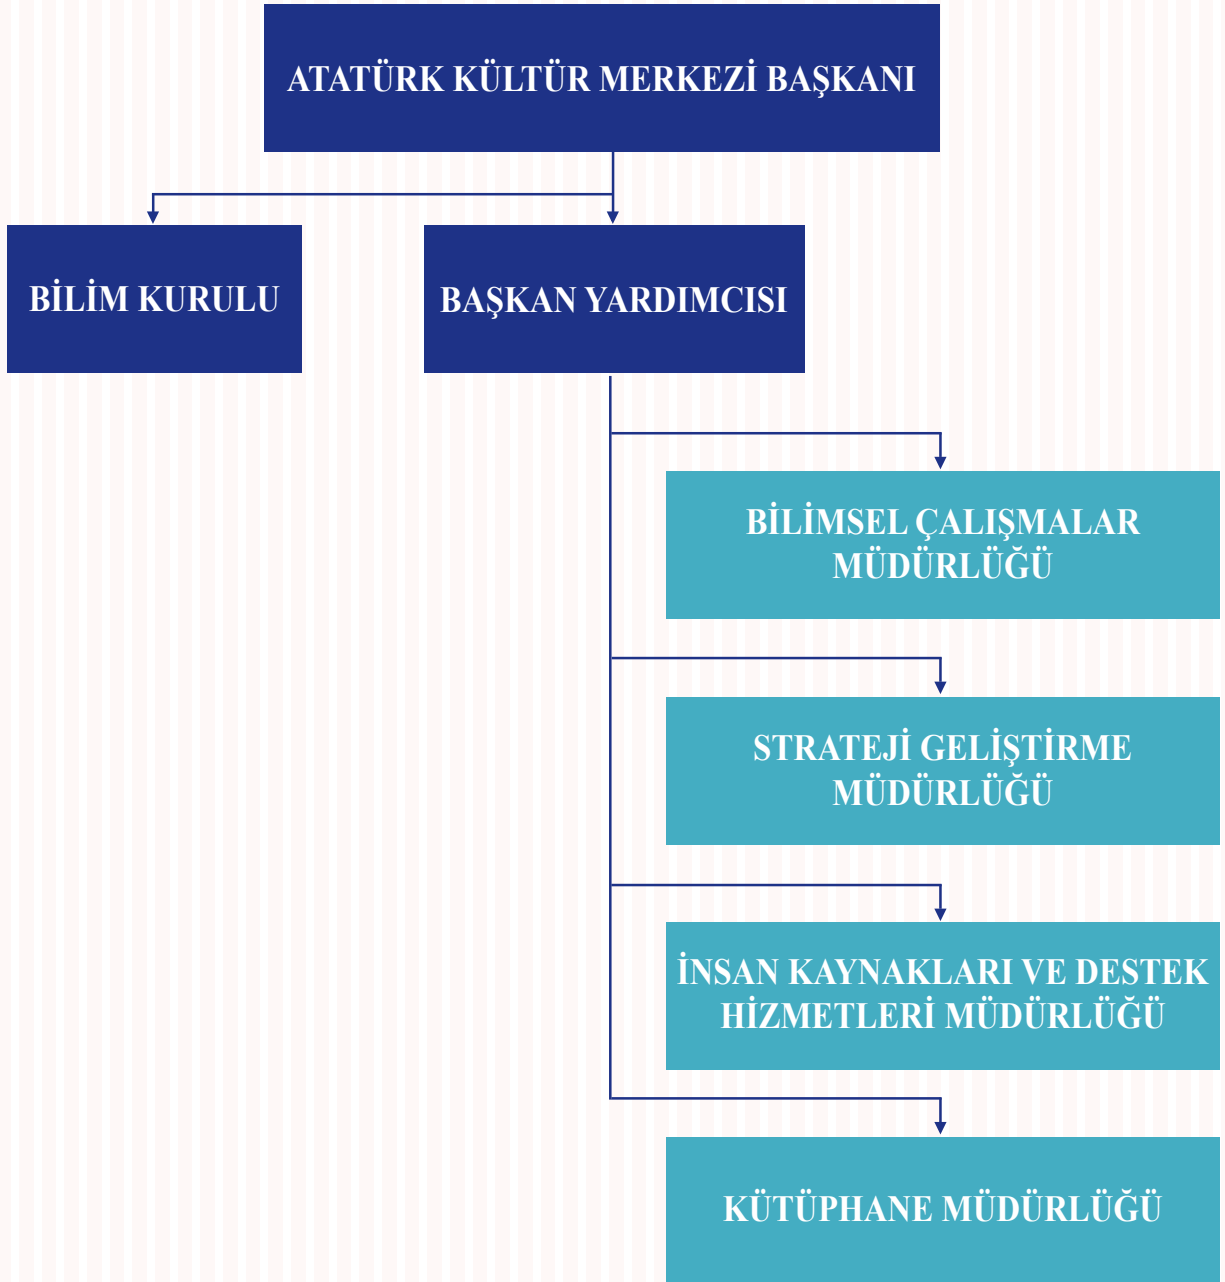 ATATÜRK KÜLTÜR MERKEZİ BAŞKANI
BİLİM KURULU
BAŞKAN YARDIMCISI
BİLİMSEL ÇALIŞMALAR
MÜDÜRLÜĞÜ
STRATEJİ GELİŞTİRME
MÜDÜRLÜĞÜ
İNSAN KAYNAKLARI VE DESTEK
HİZMETLERİ MÜDÜRLÜĞÜ
KÜTÜPHANE MÜDÜRLÜĞÜ